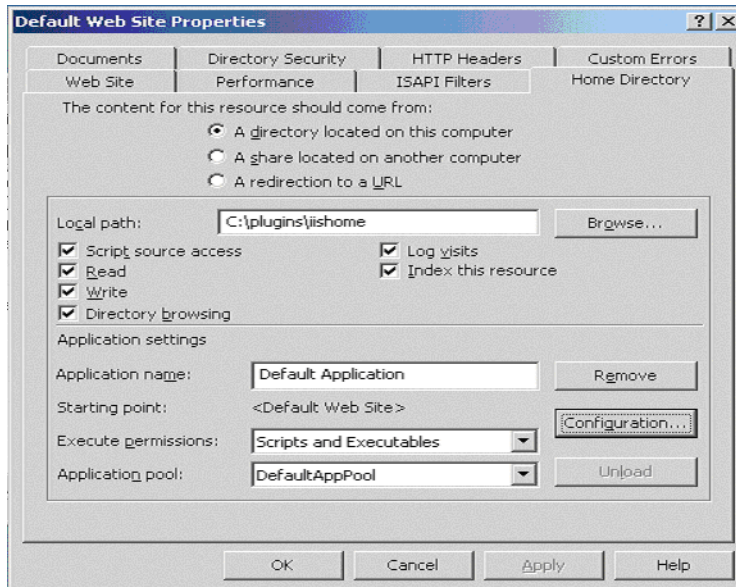 Default Web Site Properties
Documents Directory Security HTTP Headers Custom Errors
Web Site Performance ISAPI Filters Home Directory
The content for this resource should come from:
A directory located on this computer
A share located on another computer
A redirection to a URL
Local path: C:\plugins\iishome Browse...
Script source access Log visits
Read Index this resource
Write
Directory browsing
Application settings
Application name: Default Application Remove
Starting point: <Default Web Site>
Configuration...
Execute permissions: Scripts and Executables
Application pool: DefaultAppPool Unload
OK Cancel Apply Help